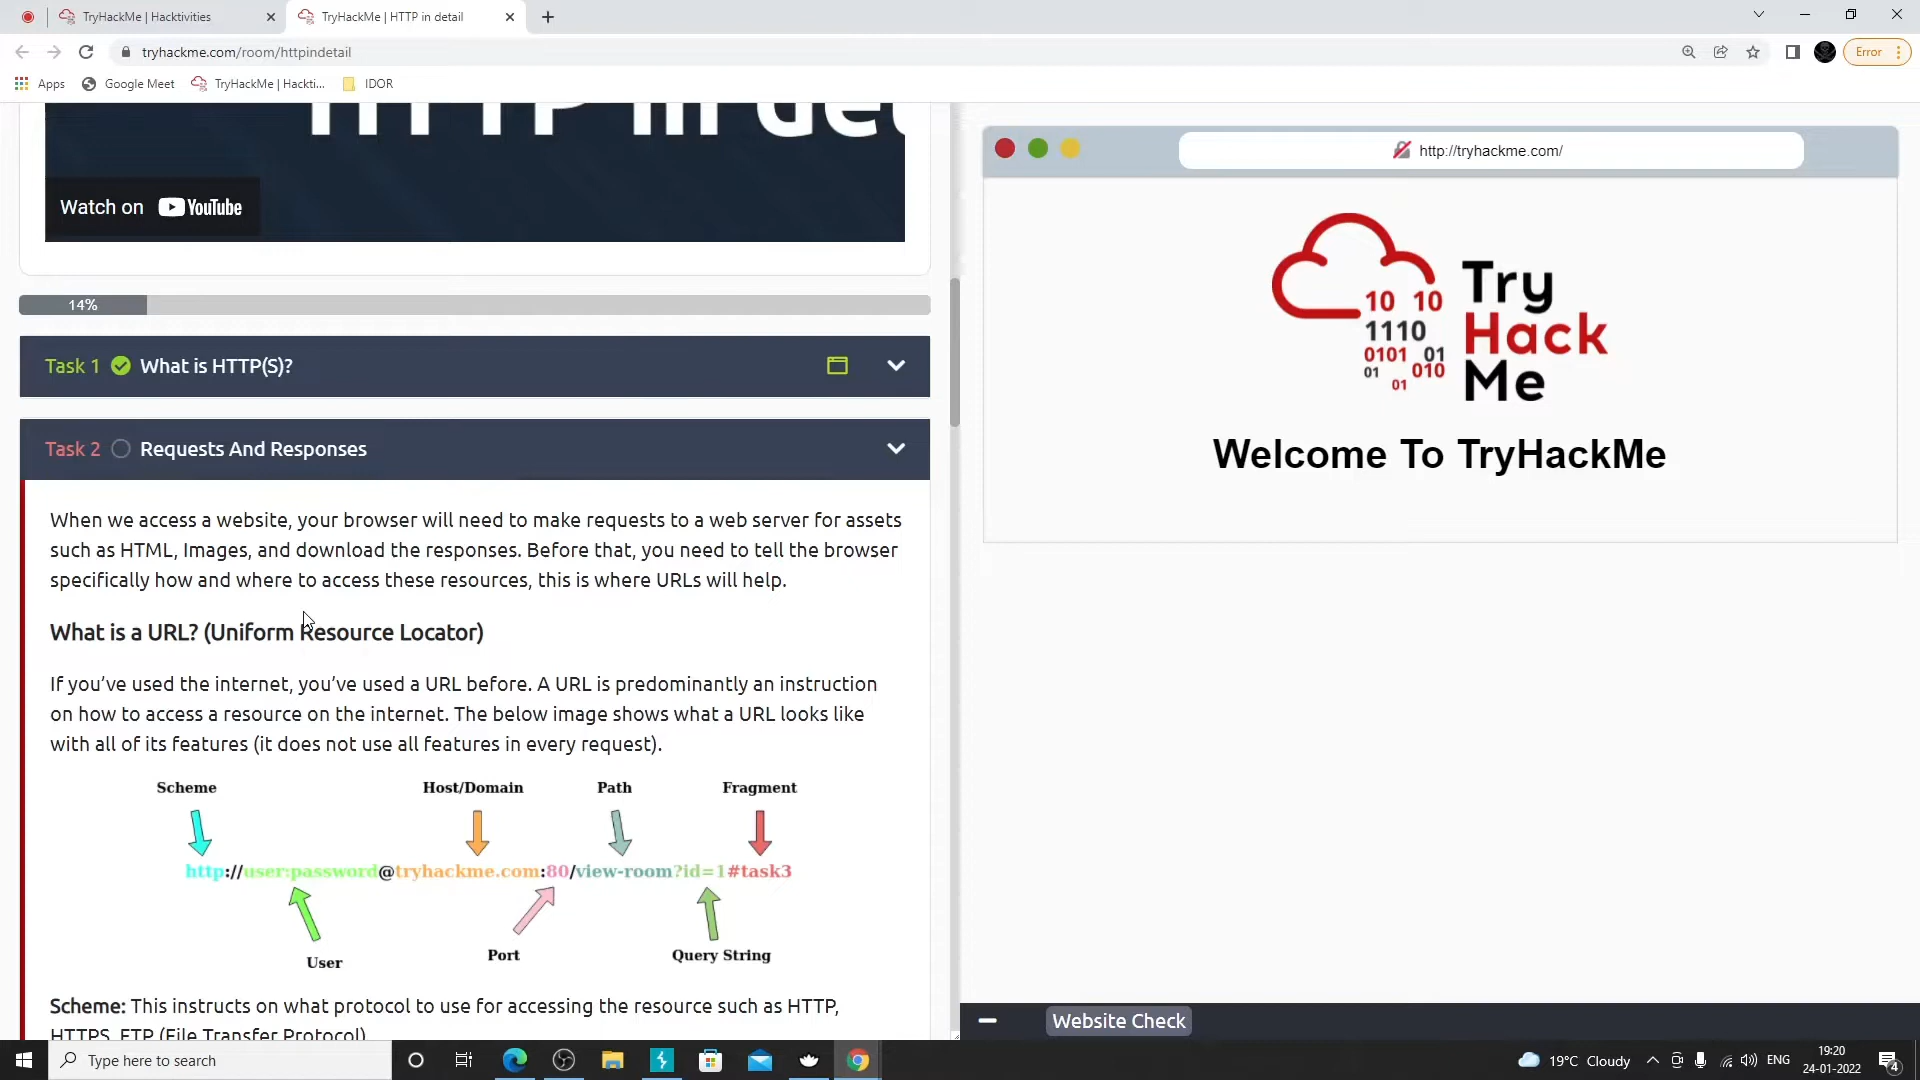 TryHackMe | Hacktivities
TryHackMe | HTTP in detail
tryhackme.com/room/httpindetail
Error
Apps
Google Meet
TryHackMe | Hackti...
IDOR
HTTP in det
Watch on YouTube
14%
Task 1 What is HTTP(S)?
Task 2 Requests And Responses
When we access a website, your browser will need to make requests to a web server for assets
such as HTML, Images, and download the responses. Before that, you need to tell the browser
specifically how and where to access these resources, this is where URLs will help.
What is a URL? (Uniform Resource Locator)
If you’ve used the internet, you’ve used a URL before. A URL is predominantly an instruction
on how to access a resource on the internet. The below image shows what a URL looks like
with all of its features (it does not use all features in every request).
Scheme Host/Domain Path Fragment
http://user:password@tryhackme.com:80/view-room?id=1#task3
User Port Query String
Scheme: This instructs on what protocol to use for accessing the resource such as HTTP,
HTTPS, FTP (File Transfer Protocol)
http://tryhackme.com/
10 10
1110
0101 01
01 010
01
Try
Hack
Me
Welcome To TryHackMe
Website Check
Type here to search
19°C Cloudy
ENG
19:20
24-01-2022
4